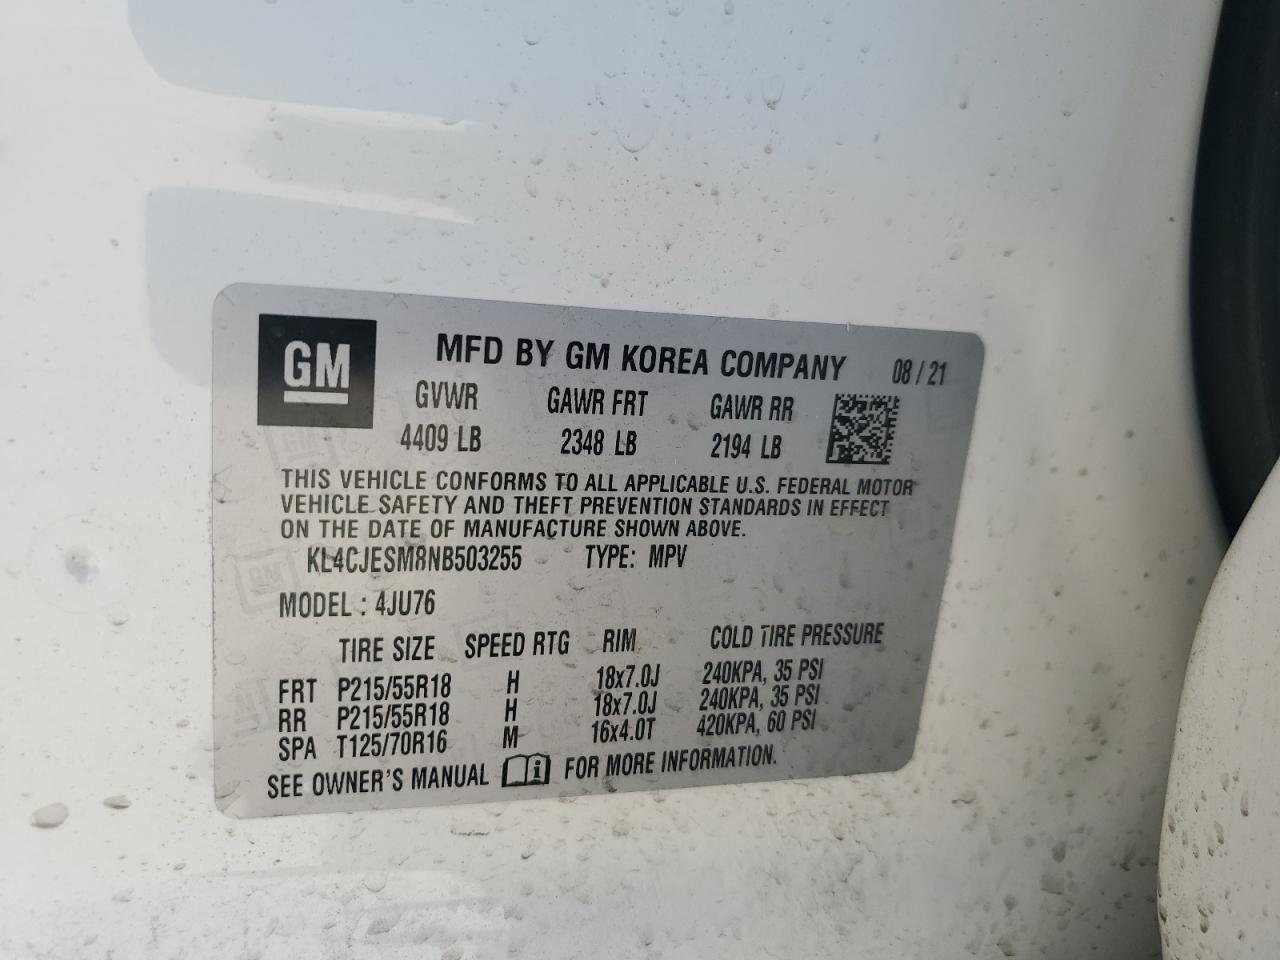 GM
MFD BY GM KOREA COMPANY 08 / 21
GVWR GAWR FRT GAWR RR
4409 LB 2348 LB 2194 LB
THIS VEHICLE CONFORMS TO ALL APPLICABLE U.S. FEDERAL MOTOR
VEHICLE SAFETY AND THEFT PREVENTION STANDARDS IN EFFECT
ON THE DATE OF MANUFACTURE SHOWN ABOVE.
KL4CJESM8NB503255 TYPE: MPV
MODEL : 4JU76
TIRE SIZE SPEED RTG RIM COLD TIRE PRESSURE
FRT P215/55R18 H 18x7.0J 240KPA, 35 PSI
RR P215/55R18 H 18x7.0J 240KPA, 35 PSI
SPA T125/70R16 M 16x4.0T 420KPA, 60 PSI
SEE OWNER'S MANUAL i FOR MORE INFORMATION.